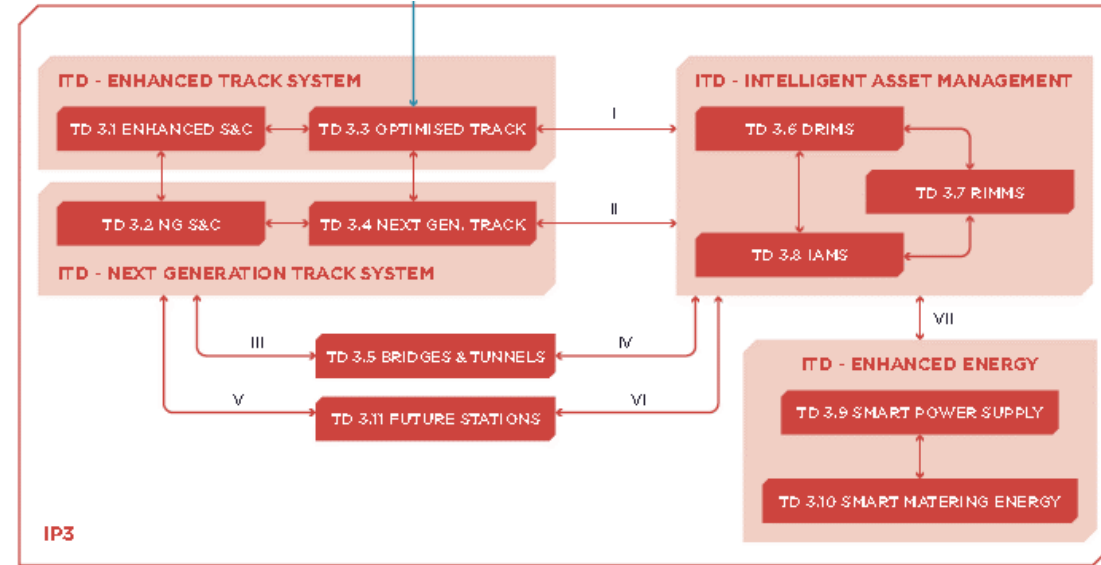 ITD - ENHANCED TRACK SYSTEM
TD 3.1 ENHANCED S&C
TD 3.3 OPTIMISED TRACK
I
ITD - INTELLIGENT ASSET MANAGEMENT
TD 3.6 DRIMS
TD 3.7 RIMMS
TD 3.8 IAMS
TD 3.2 NG S&C
TD 3.4 NEXT GEN. TRACK
II
ITD - NEXT GENERATION TRACK SYSTEM
III
TD 3.5 BRIDGES & TUNNELS
IV
V
TD 3.11 FUTURE STATIONS
VI
VII
ITD - ENHANCED ENERGY
TD 3.9 SMART POWER SUPPLY
TD 3.10 SMART MATERING ENERGY
IP3